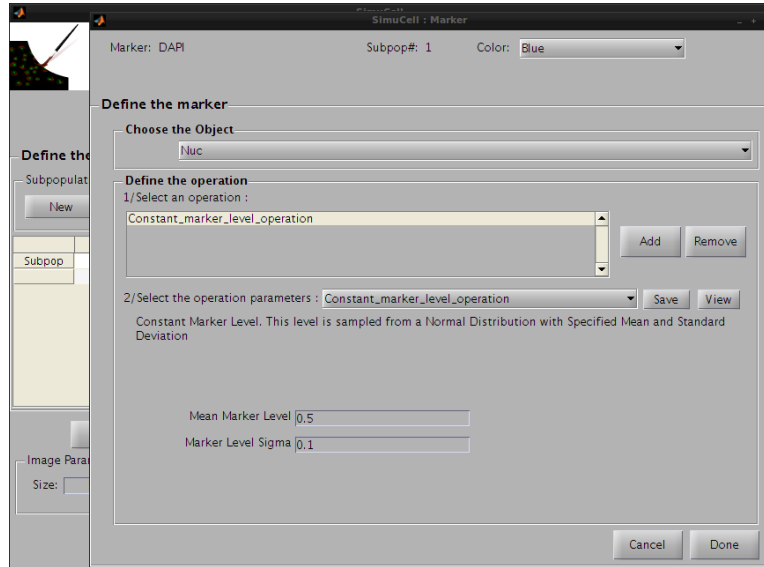 SimuCell : Marker
Marker: DAPI Subpop#: 1 Color: Blue
Define the marker
Choose the Object
Nuc
Define the operation
1/Select an operation :
Constant_marker_level_operation
Add Remove
2/Select the operation parameters : Constant_marker_level_operation Save View
Constant Marker Level. This level is sampled from a Normal Distribution with Specified Mean and Standard
Deviation
Mean Marker Level 0.5
Marker Level Sigma 0.1
Cancel Done
Define the
Subpopulat
New
Subpop
Image Parar
Size: